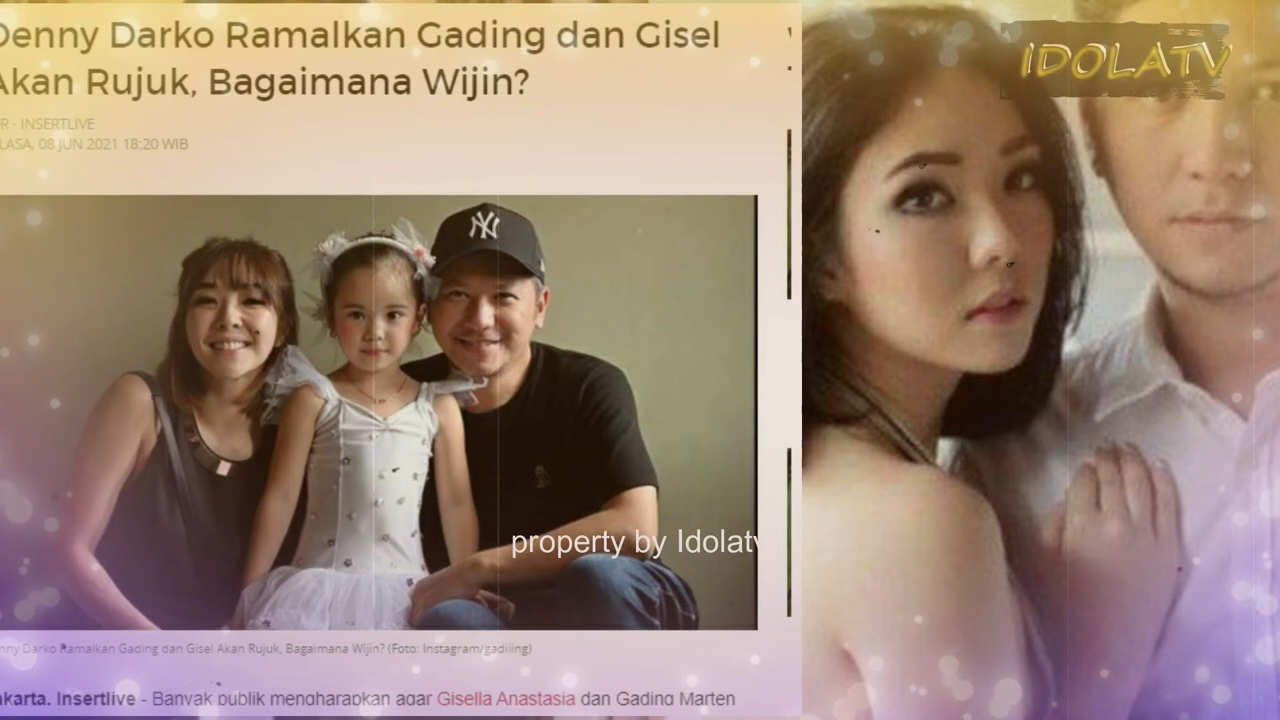 Denny Darko Ramalkan Gading dan Gisel
Akan Rujuk, Bagaimana Wijin?
R - INSERTLIVE
LASA, 08 JUN 2021 18:20 WIB
IDOLATV
NY
property by Idolatv
nny Darko Ramalkan Gading dan Gisel Akan Rujuk, Bagaimana Wijin? (Foto: Instagram/gadiiing)
akarta, Insertlive - Banyak publik mengharapkan agar Gisella Anastasia dan Gading Marten